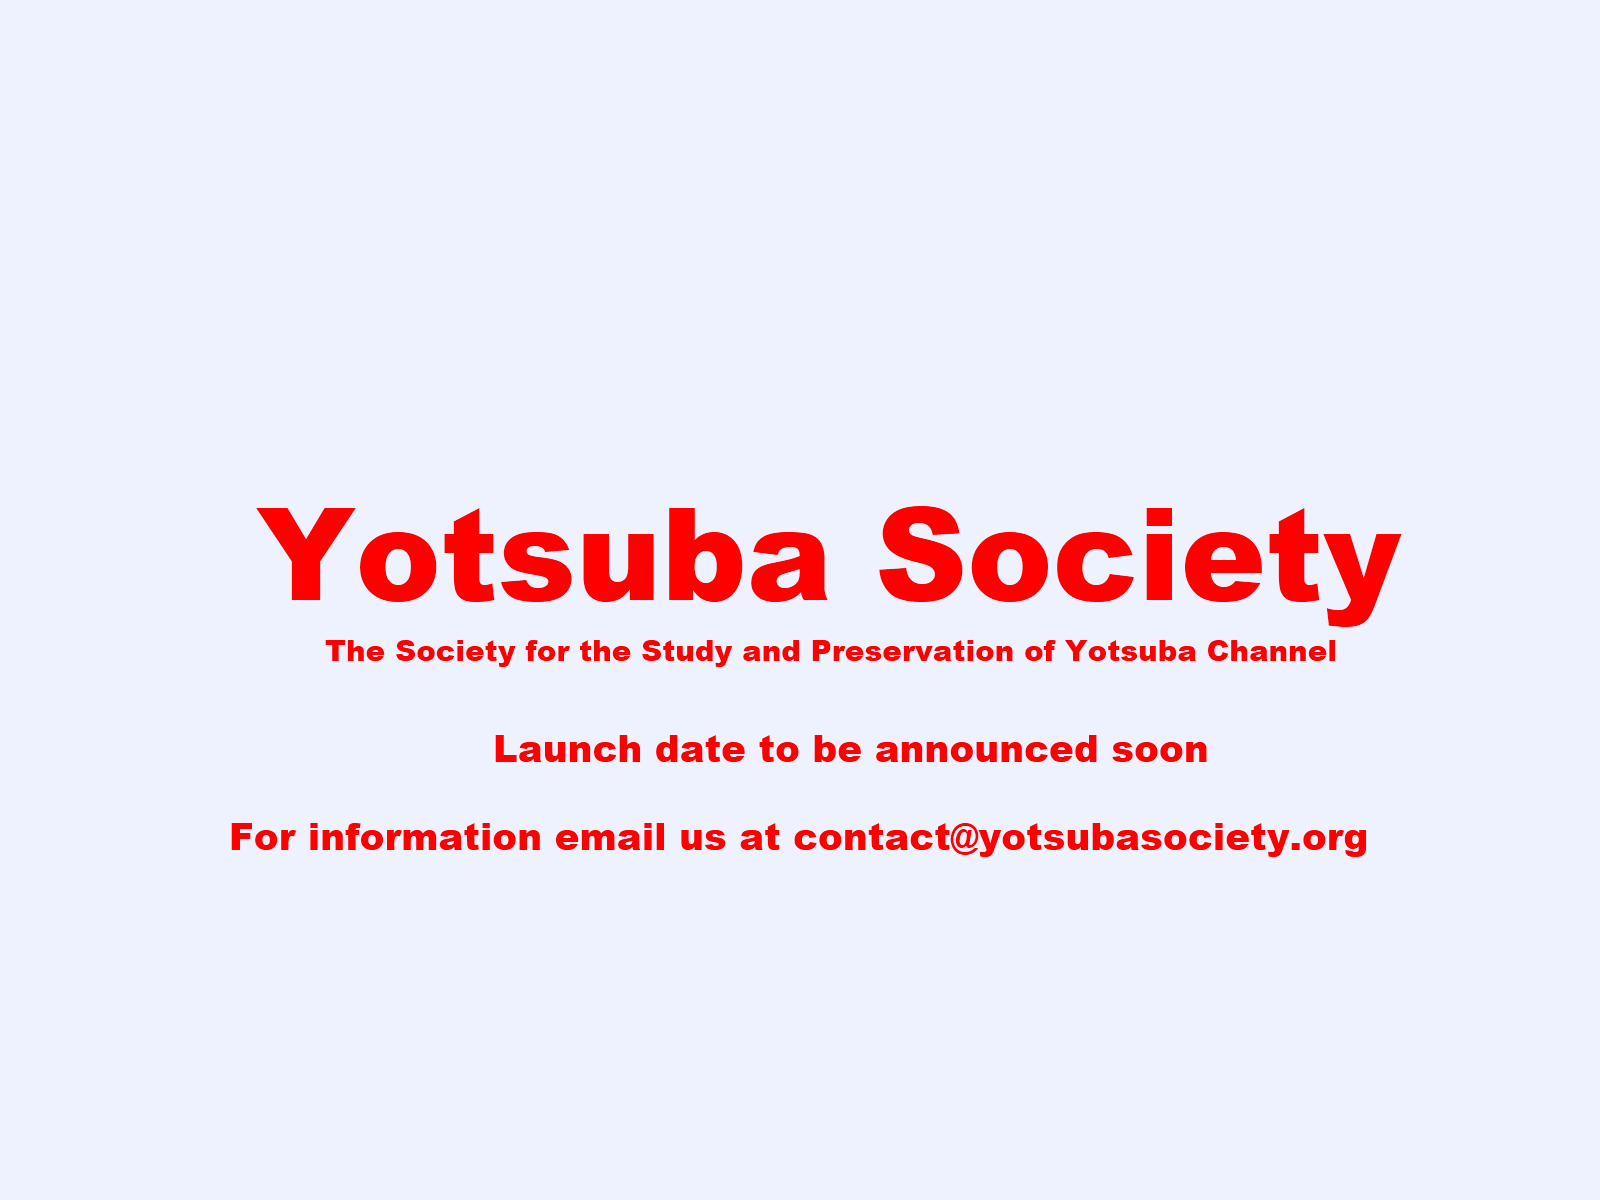 Yotsuba Society
The Society for the Study and Preservation of Yotsuba Channel
Launch date to be announced soon
For information email us at contact@yotsubasociety.org